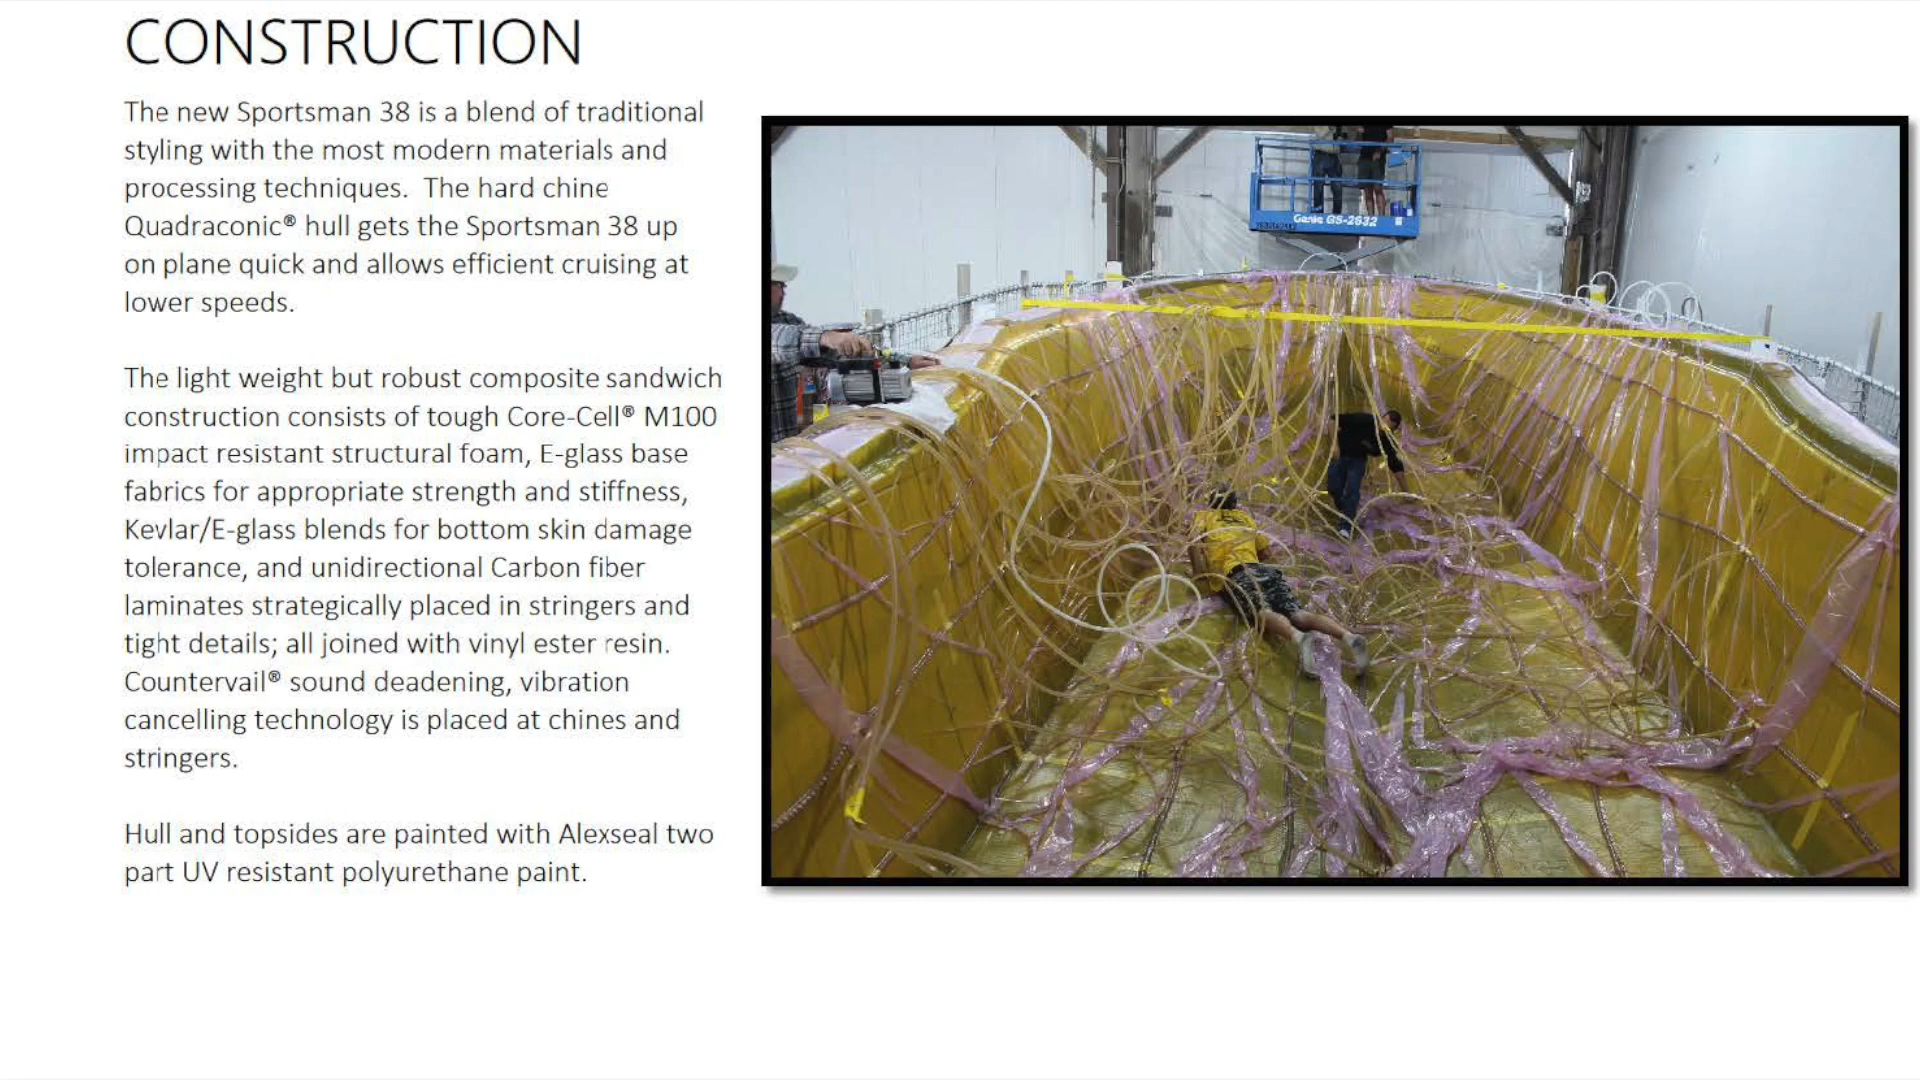 CONSTRUCTION
The new Sportsman 38 is a blend of traditional
styling with the most modern materials and
processing techniques.  The hard chine
Quadraconic® hull gets the Sportsman 38 up
on plane quick and allows efficient cruising at
lower speeds.
The light weight but robust composite sandwich
construction consists of tough Core-Cell® M100
impact resistant structural foam, E-glass base
fabrics for appropriate strength and stiffness,
Kevlar/E-glass blends for bottom skin damage
tolerance, and unidirectional Carbon fiber
laminates strategically placed in stringers and
tight details; all joined with vinyl ester resin.
Countervail® sound deadening, vibration
cancelling technology is placed at chines and
stringers.
Hull and topsides are painted with Alexseal two
part UV resistant polyurethane paint.
Genie GS-2632